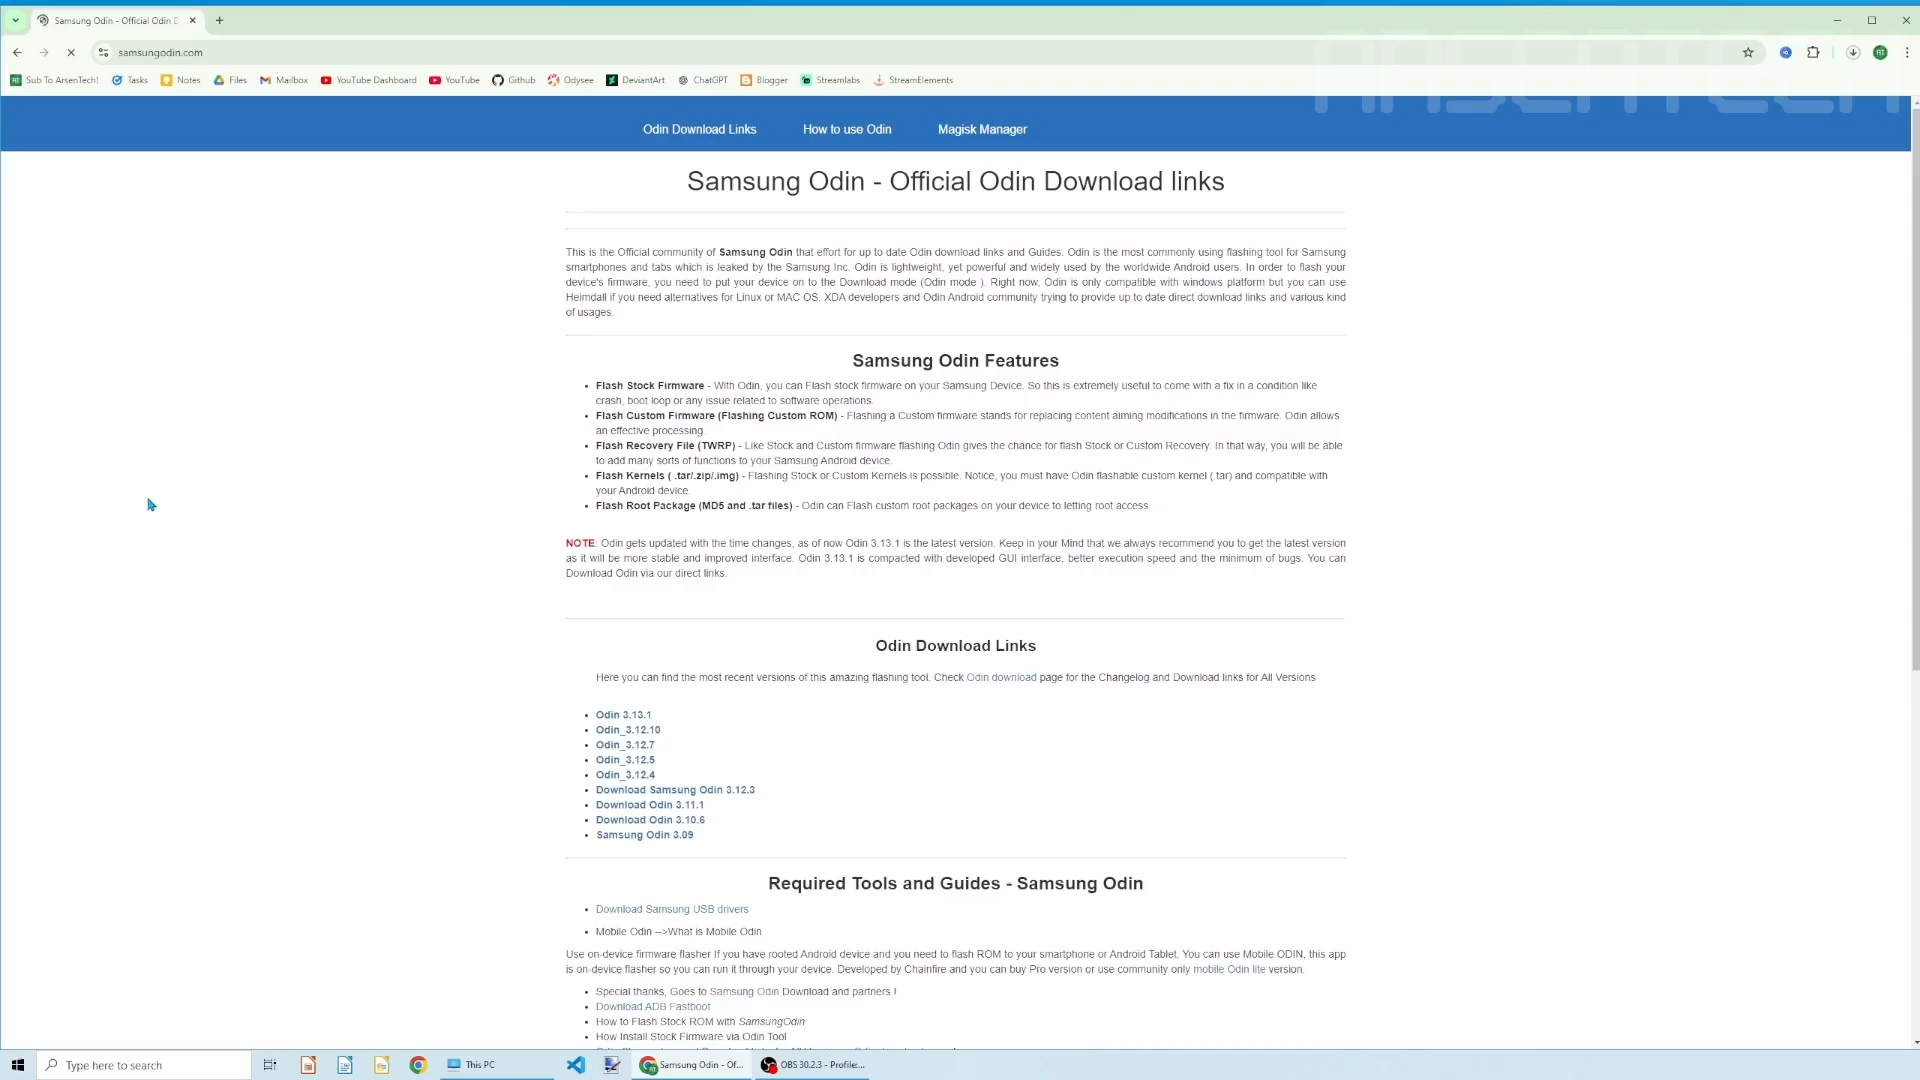 Samsung Odin - Official Odin D
samsungodin.com
Sub To ArsenTech! Tasks Notes Files Mailbox YouTube Dashboard YouTube Github Odysee DeviantArt ChatGPT Blogger Streamlabs StreamElements
Odin Download Links How to use Odin Magisk Manager
Samsung Odin - Official Odin Download links
This is the Official community of Samsung Odin that effort for up to date Odin download links and Guides. Odin is the most commonly using flashing tool for Samsung
smartphones and tabs which is leaked by the Samsung Inc. Odin is lightweight, yet powerful and widely used by the worldwide Android users. In order to flash your
device's firmware, you need to put your device on to the Download mode (Odin mode ). Right now, Odin is only compatible with windows platform but you can use
Heimdall if you need alternatives for Linux or MAC OS. XDA developers and Odin Android community trying to provide up to date direct download links and various kind
of usages.
Samsung Odin Features
• Flash Stock Firmware - With Odin, you can Flash stock firmware on your Samsung Device. So this is extremely useful to come with a fix in a condition like
crash, boot loop or any issue related to software operations.
• Flash Custom Firmware (Flashing Custom ROM) - Flashing a Custom firmware stands for replacing content aiming modifications in the firmware. Odin allows
an effective processing.
• Flash Recovery File (TWRP) - Like Stock and Custom firmware flashing Odin gives the chance for flash Stock or Custom Recovery. In that way, you will be able
to add many sorts of functions to your Samsung Android device.
• Flash Kernels ( .tar/.zip/.img) - Flashing Stock or Custom Kernels is possible. Notice, you must have Odin flashable custom kernel (.tar) and compatible with
your Android device.
• Flash Root Package (MD5 and .tar files) - Odin can Flash custom root packages on your device to letting root access.
NOTE: Odin gets updated with the time changes, as of now Odin 3.13.1 is the latest version. Keep in your Mind that we always recommend you to get the latest version
as it will be more stable and improved interface. Odin 3.13.1 is compacted with developed GUI interface, better execution speed and the minimum of bugs. You can
Download Odin via our direct links.
Odin Download Links
Here you can find the most recent versions of this amazing flashing tool. Check Odin download page for the Changelog and Download links for All Versions
• Odin 3.13.1
• Odin_3.12.10
• Odin_3.12.7
• Odin_3.12.5
• Odin_3.12.4
• Download Samsung Odin 3.12.3
• Download Odin 3.11.1
• Download Odin 3.10.6
• Samsung Odin 3.09
Required Tools and Guides - Samsung Odin
• Download Samsung USB drivers
• Mobile Odin -->What is Mobile Odin
Use on-device firmware flasher If you have rooted Android device and you need to flash ROM to your smartphone or Android Tablet, You can use Mobile ODIN, this app
is on-device flasher so you can run it through your device. Developed by Chainfire and you can buy Pro version or use community only mobile Odin lite version.
• Special thanks, Goes to Samsung Odin Download and partners !
• Download ADB Fastboot
• How to Flash Stock ROM with SamsungOdin
• How Install Stock Firmware via Odin Tool
Type here to search This PC Samsung Odin - Of... OBS 30.2.3 - Profile:...